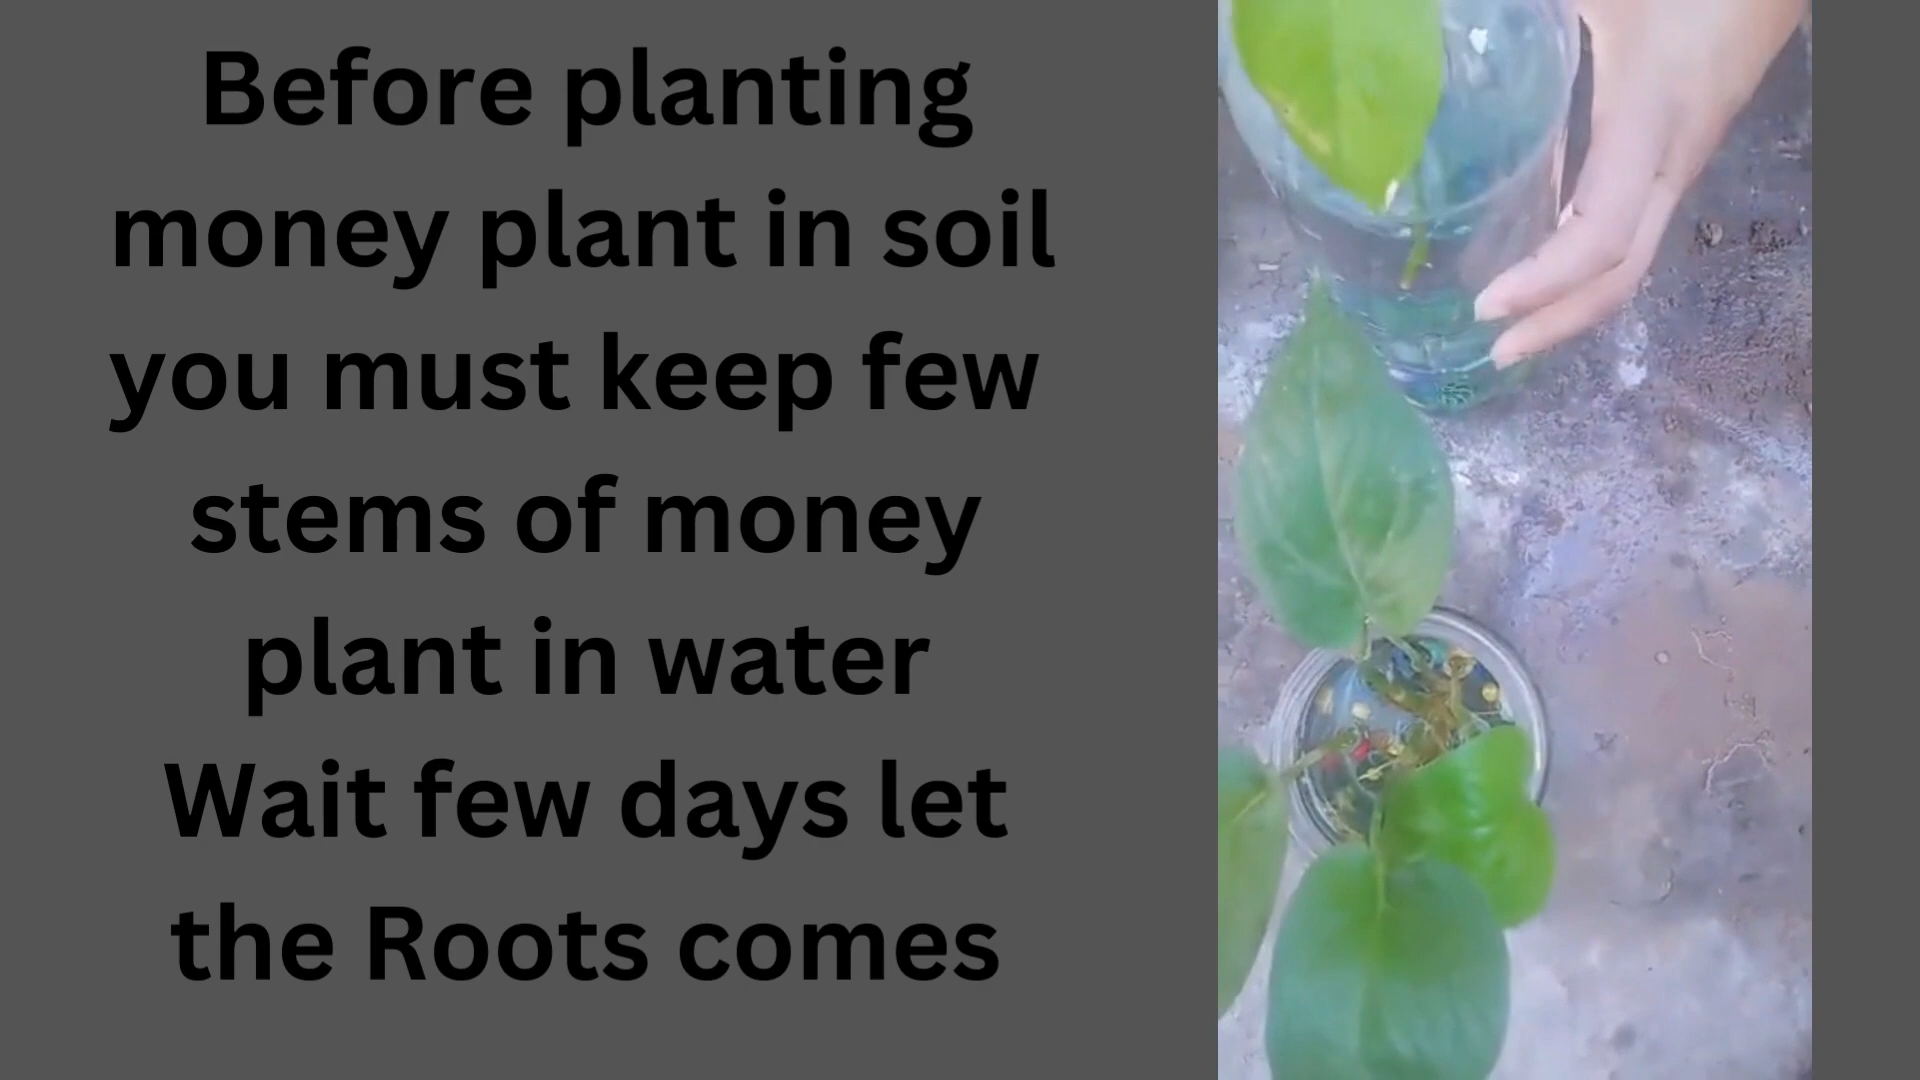 Before planting
money plant in soil
you must keep few
stems of money
plant in water
Wait few days let
the Roots comes